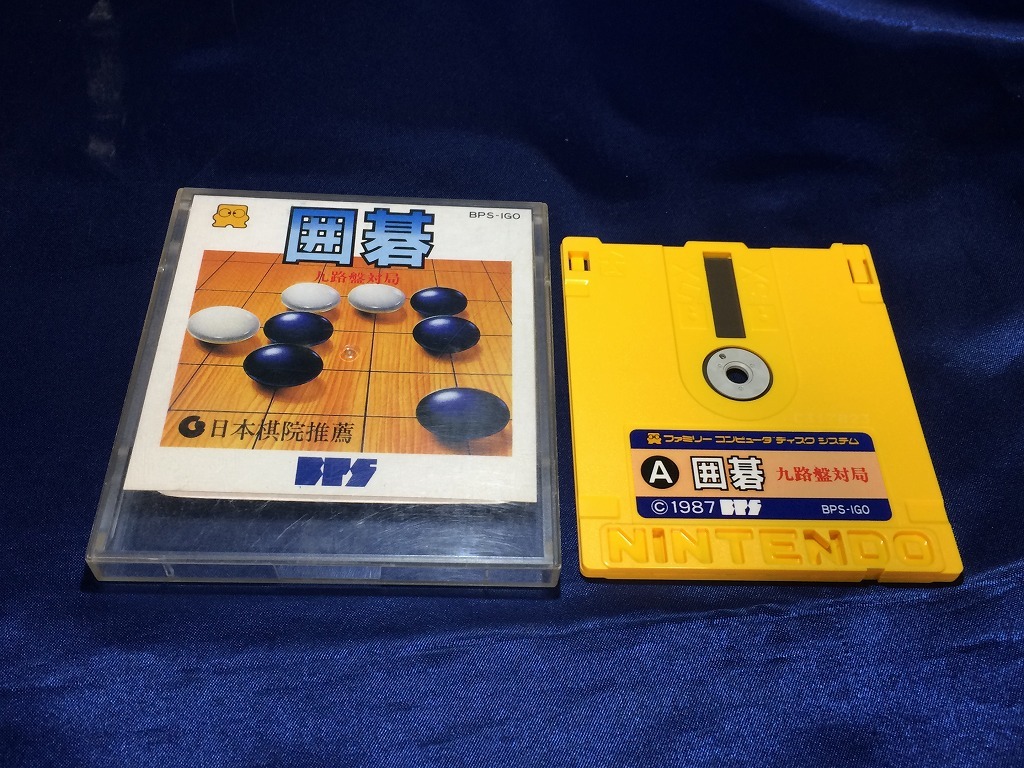 囲碁
BPS-IGO
九路盤対局
日本棋院推薦
BPS
ファミリー コンピュータ ディスク システム
A 囲碁 九路盤対局
©1987 BPS BPS-IGO
NINTENDO